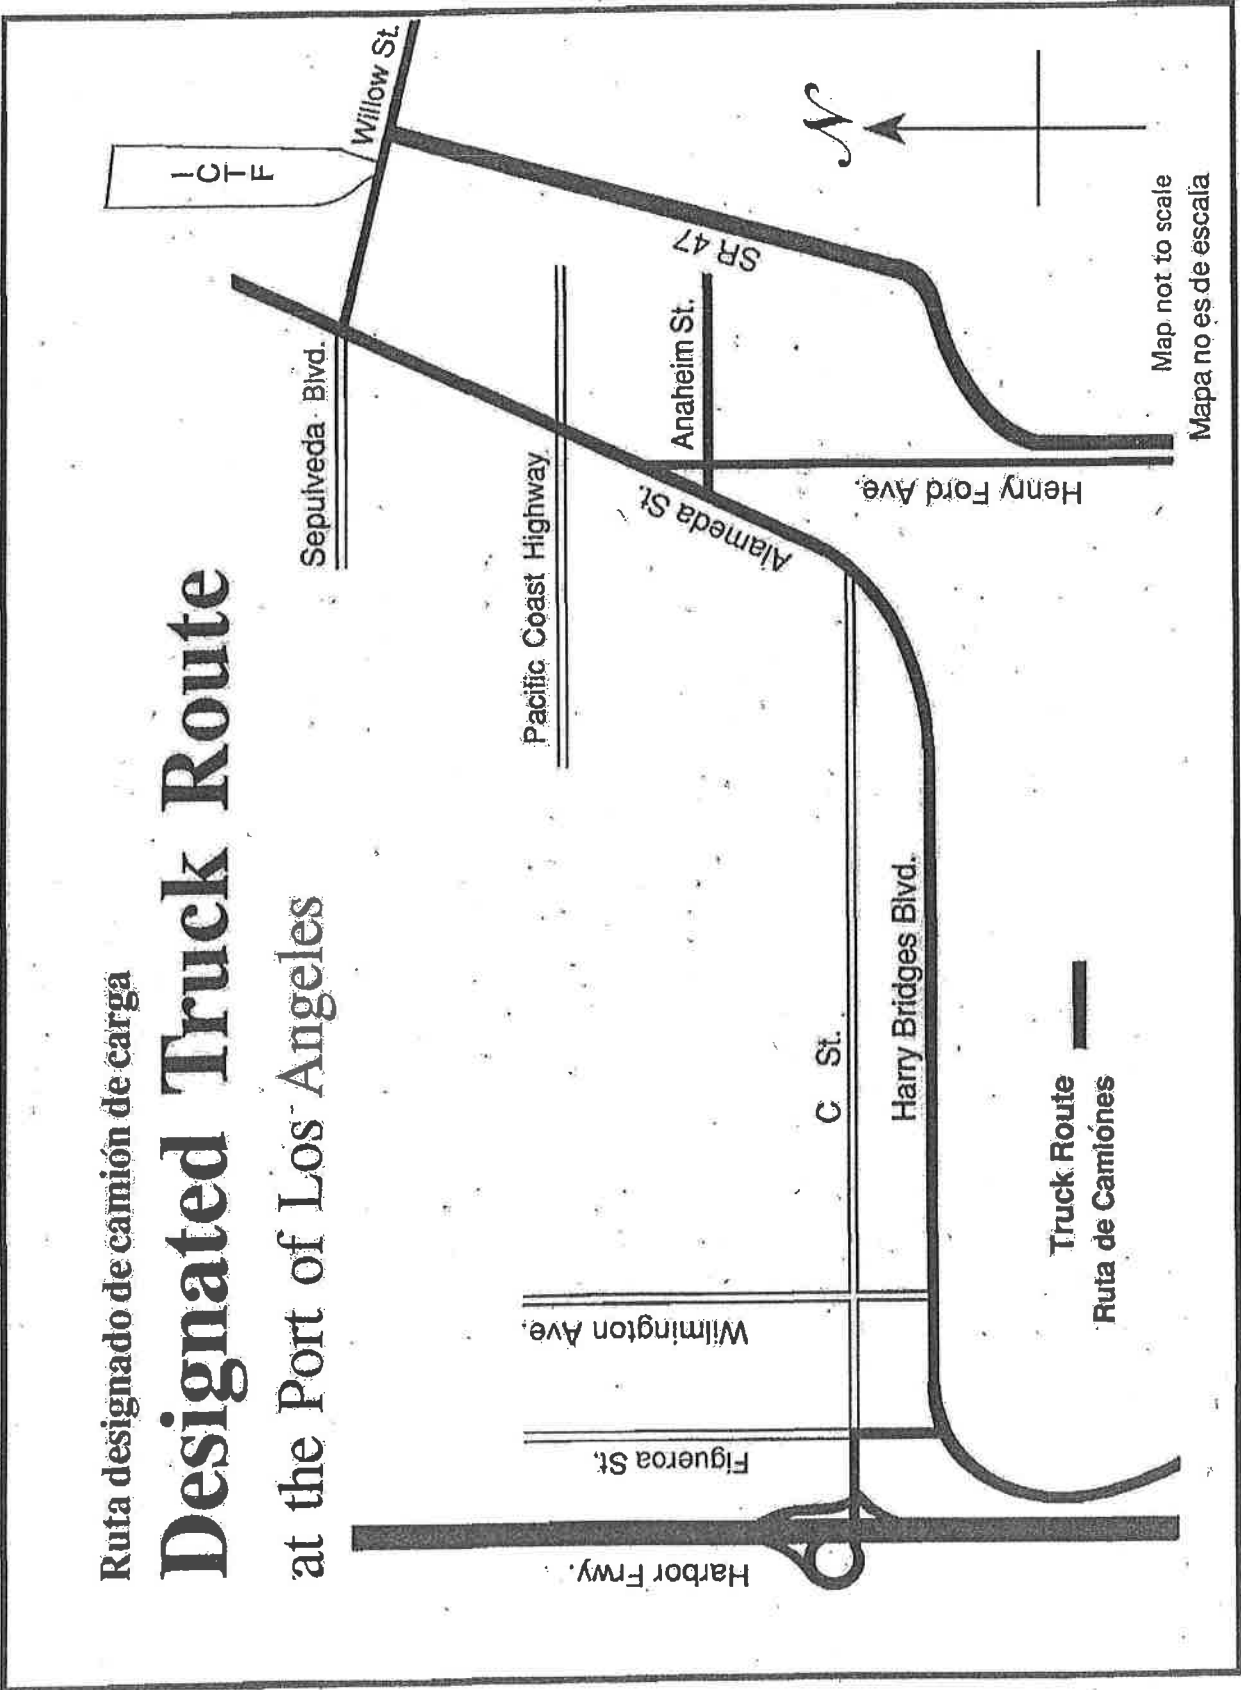 Ruta designado de camión de carga
Designated Truck Route
at the Port of Los Angeles
ICTF
Willow St.
Sepulveda Blvd.
Pacific Coast Highway
SR 47
Anaheim St.
Alameda St.
Henry Ford Ave.
C St.
Harry Bridges Blvd.
Wilmington Ave.
Figueroa St.
Harbor Frwy.
N
Truck Route
Ruta de Camiónes
Map not to scale
Mapa no es de escala